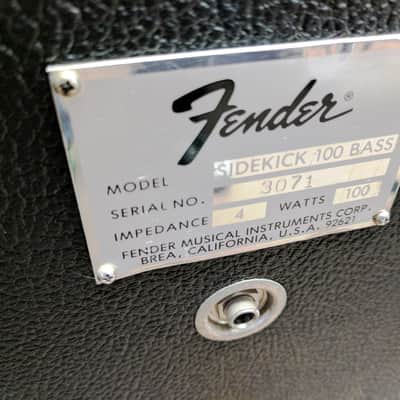 Fender®
MODEL SIDEKICK 100 BASS
SERIAL NO. 3071
IMPEDANCE 4 WATTS 100
FENDER MUSICAL INSTRUMENTS CORP.
BREA, CALIFORNIA, U.S.A. 92621